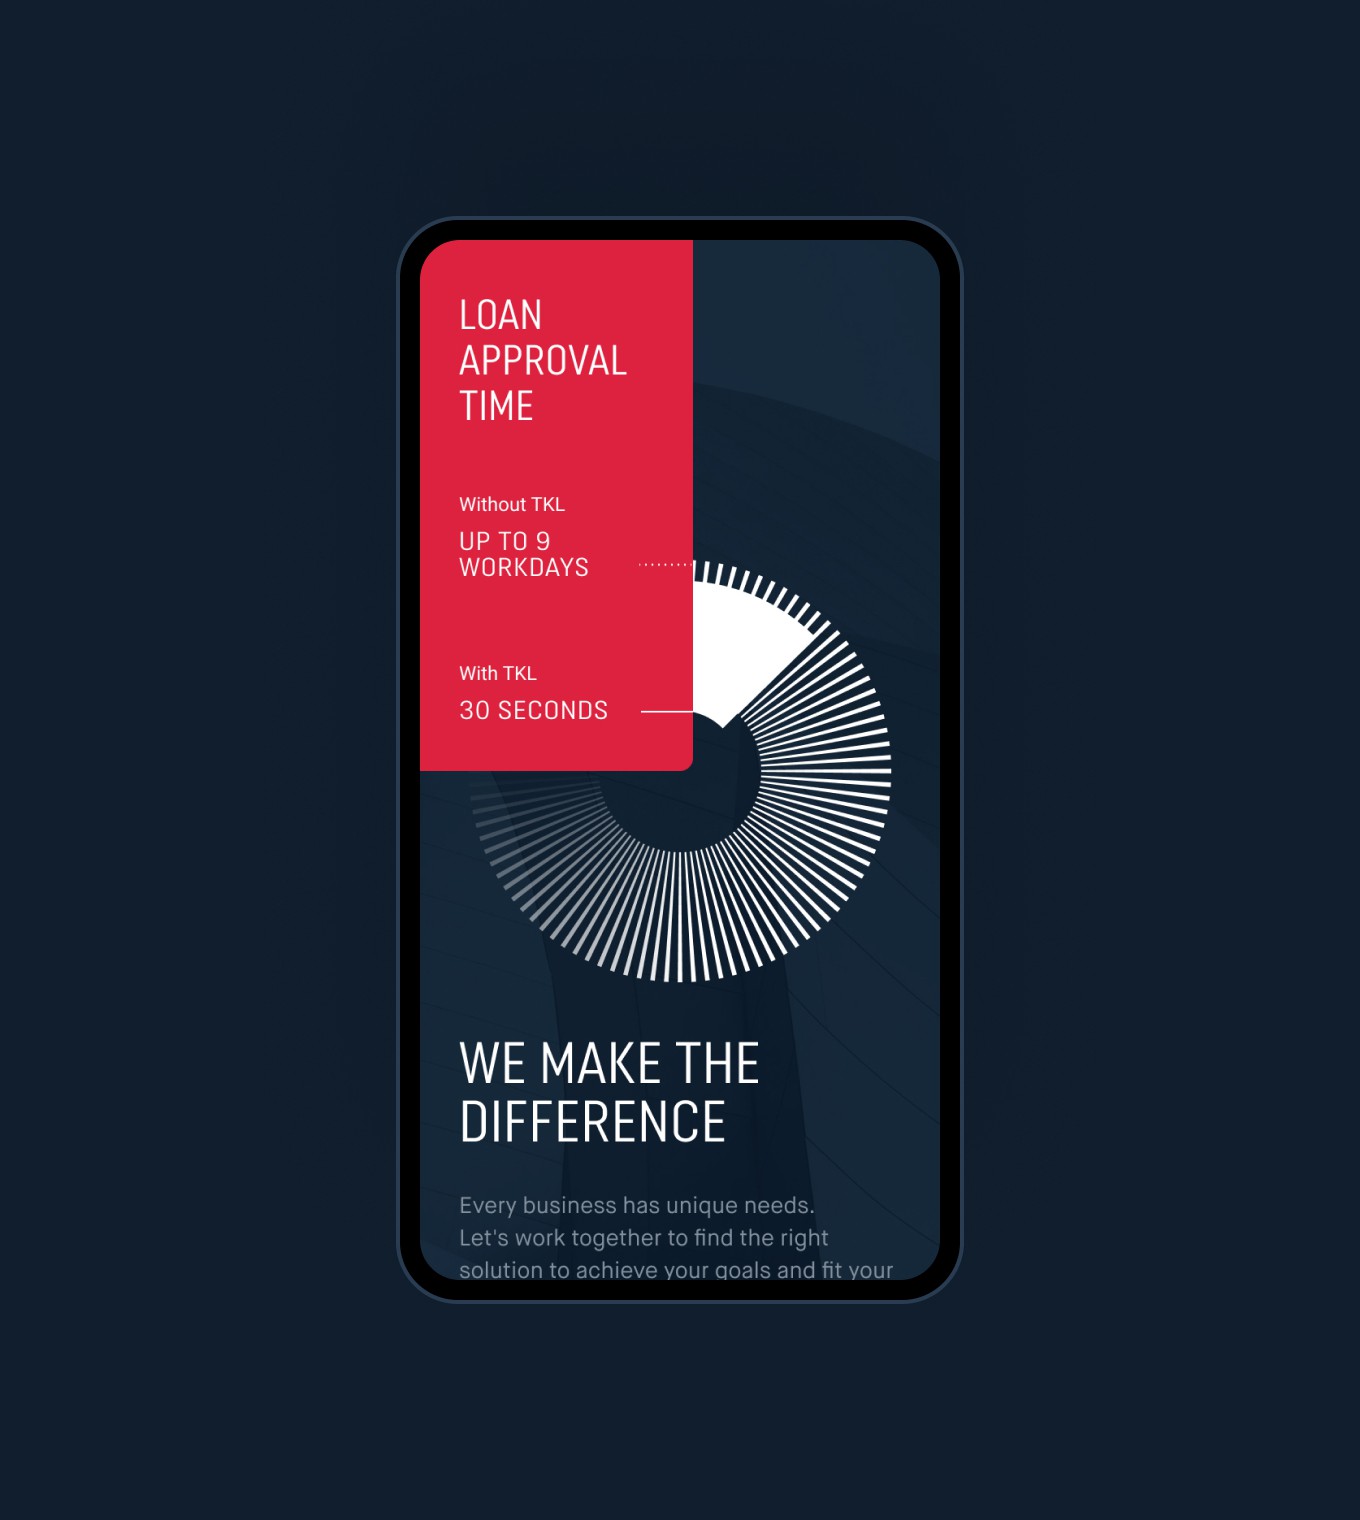 LOAN
APPROVAL
TIME
Without TKL
UP TO 9
WORKDAYS
With TKL
30 SECONDS
WE MAKE THE
DIFFERENCE
Every business has unique needs.
Let's work together to find the right
solution to achieve your goals and fit your